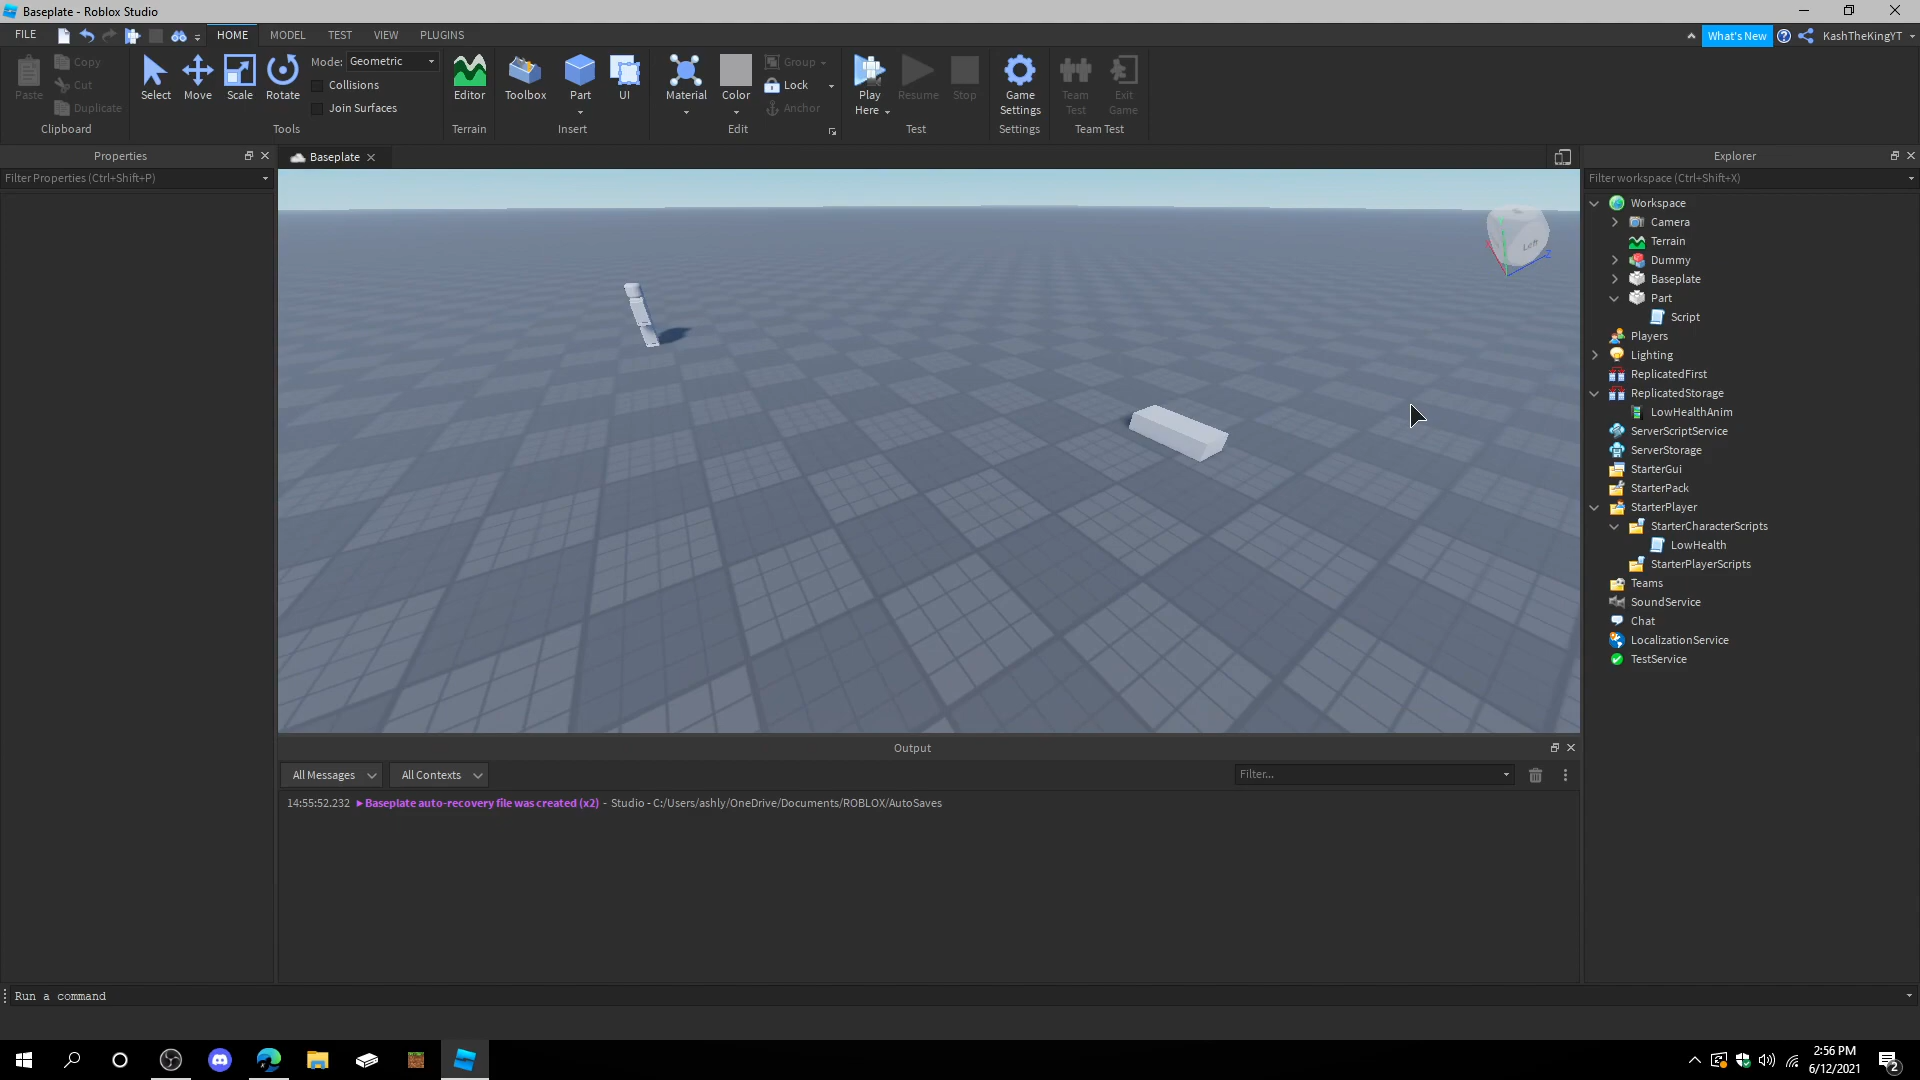 Baseplate - Roblox Studio
FILE HOME MODEL TEST VIEW PLUGINS What's New KashTheKingYT
Paste Copy Cut Duplicate
Clipboard
Select Move Scale Rotate
Mode: Geometric
Collisions
Join Surfaces
Tools
Editor
Terrain
Toolbox Part UI
Insert
Material Color
Group
Lock
Anchor
Edit
Play Here Resume Stop
Test
Game Settings
Settings
Team Test Exit Game
Team Test
Properties
Filter Properties (Ctrl+Shift+P)
Baseplate
Left
X
Z
Explorer
Filter workspace (Ctrl+Shift+X)
Workspace
Camera
Terrain
Dummy
Baseplate
Part
Script
Players
Lighting
ReplicatedFirst
ReplicatedStorage
LowHealthAnim
ServerScriptService
ServerStorage
StarterGui
StarterPack
StarterPlayer
StarterCharacterScripts
LowHealth
StarterPlayerScripts
Teams
SoundService
Chat
LocalizationService
TestService
Output
All Messages All Contexts Filter...
14:55:52.232 Baseplate auto-recovery file was created (x2) - Studio - C:/Users/ashly/OneDrive/Documents/ROBLOX/AutoSaves
Run a command
2:56 PM
6/12/2021
2